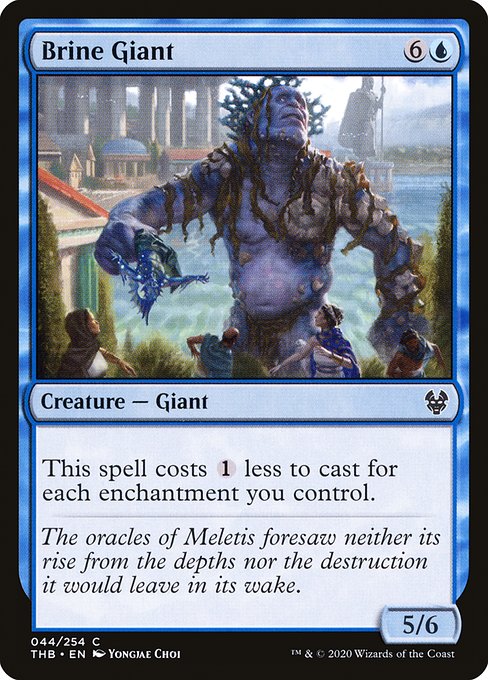 Brine Giant 6
Creature — Giant
This spell costs 1 less to cast for
each enchantment you control.
The oracles of Meletis foresaw neither its
rise from the depths nor the destruction
it would leave in its wake.
5/6
044/254 C
THB • EN Yongjae Choi
™ & © 2020 Wizards of the Coast